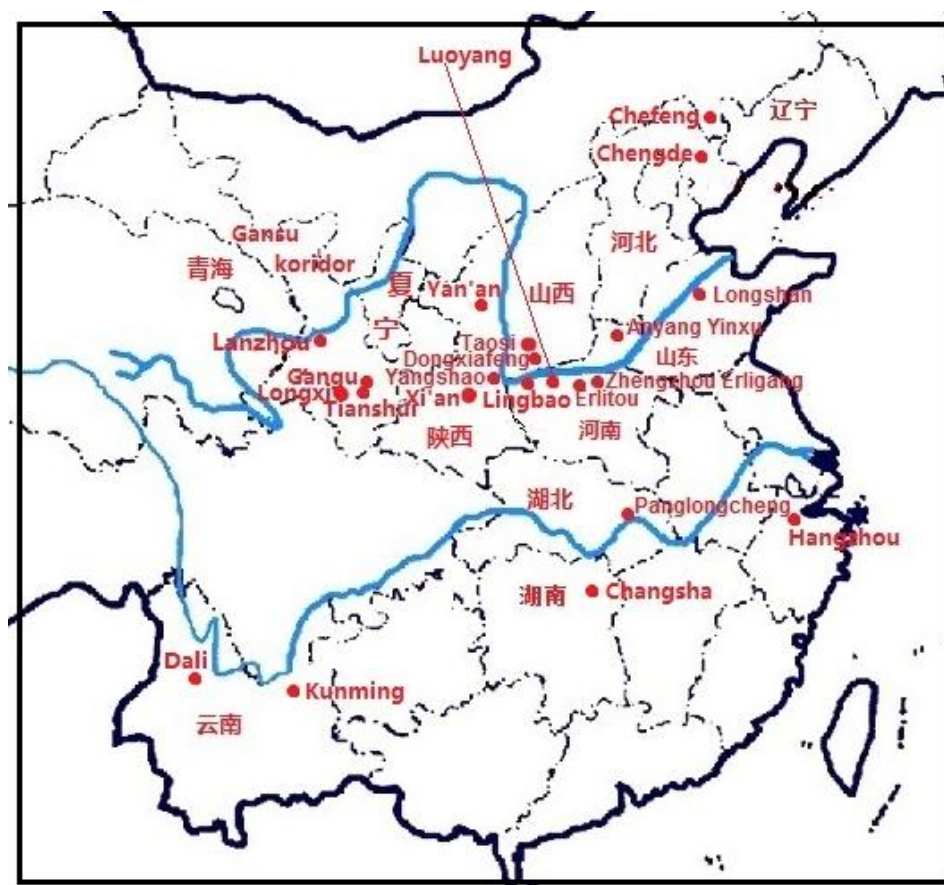 Luoyang
Chefeng
辽宁
Chengde
Gansu
河北
青海
koridor
夏
Yan'an
山西
Longshan
宁
Anyang Yinxu
Lanzhou
Taosi
山东
Dongxiafeng
Gangu
Yangshao
Zhengzhou Erligang
Longxi
Tianshui
Xi'an
Lingbao
Erlitou
陕西
河南
湖北
Panglongcheng
Hangzhou
湖南
Changsha
Dali
Kunming
云南